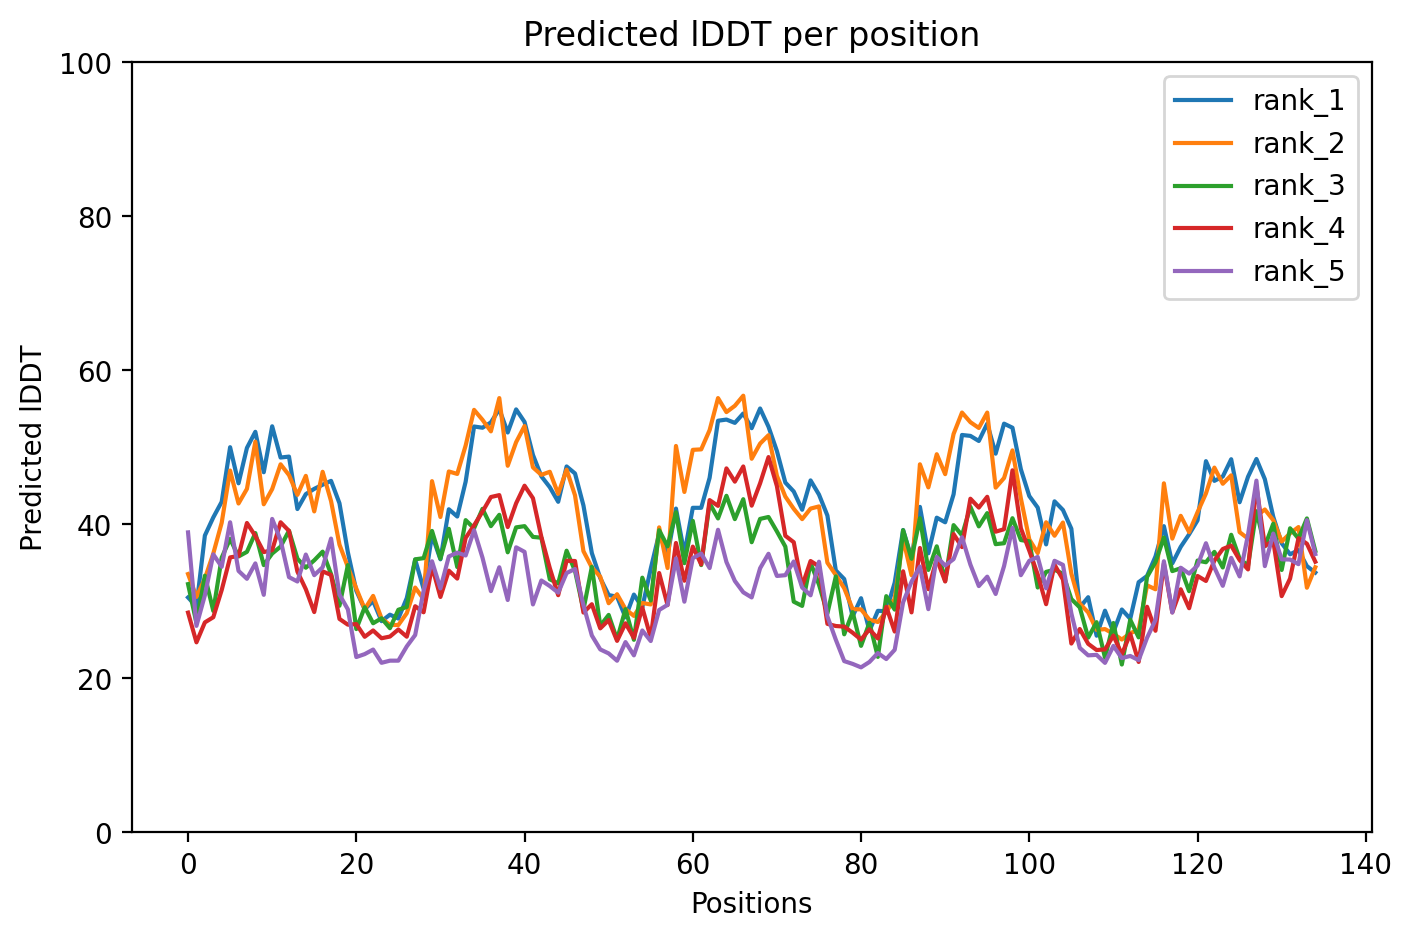 Predicted lDDT per position
100
80
60
40
20
0
Predicted lDDT
0 20 40 60 80 100 120 140
Positions
rank_1
rank_2
rank_3
rank_4
rank_5